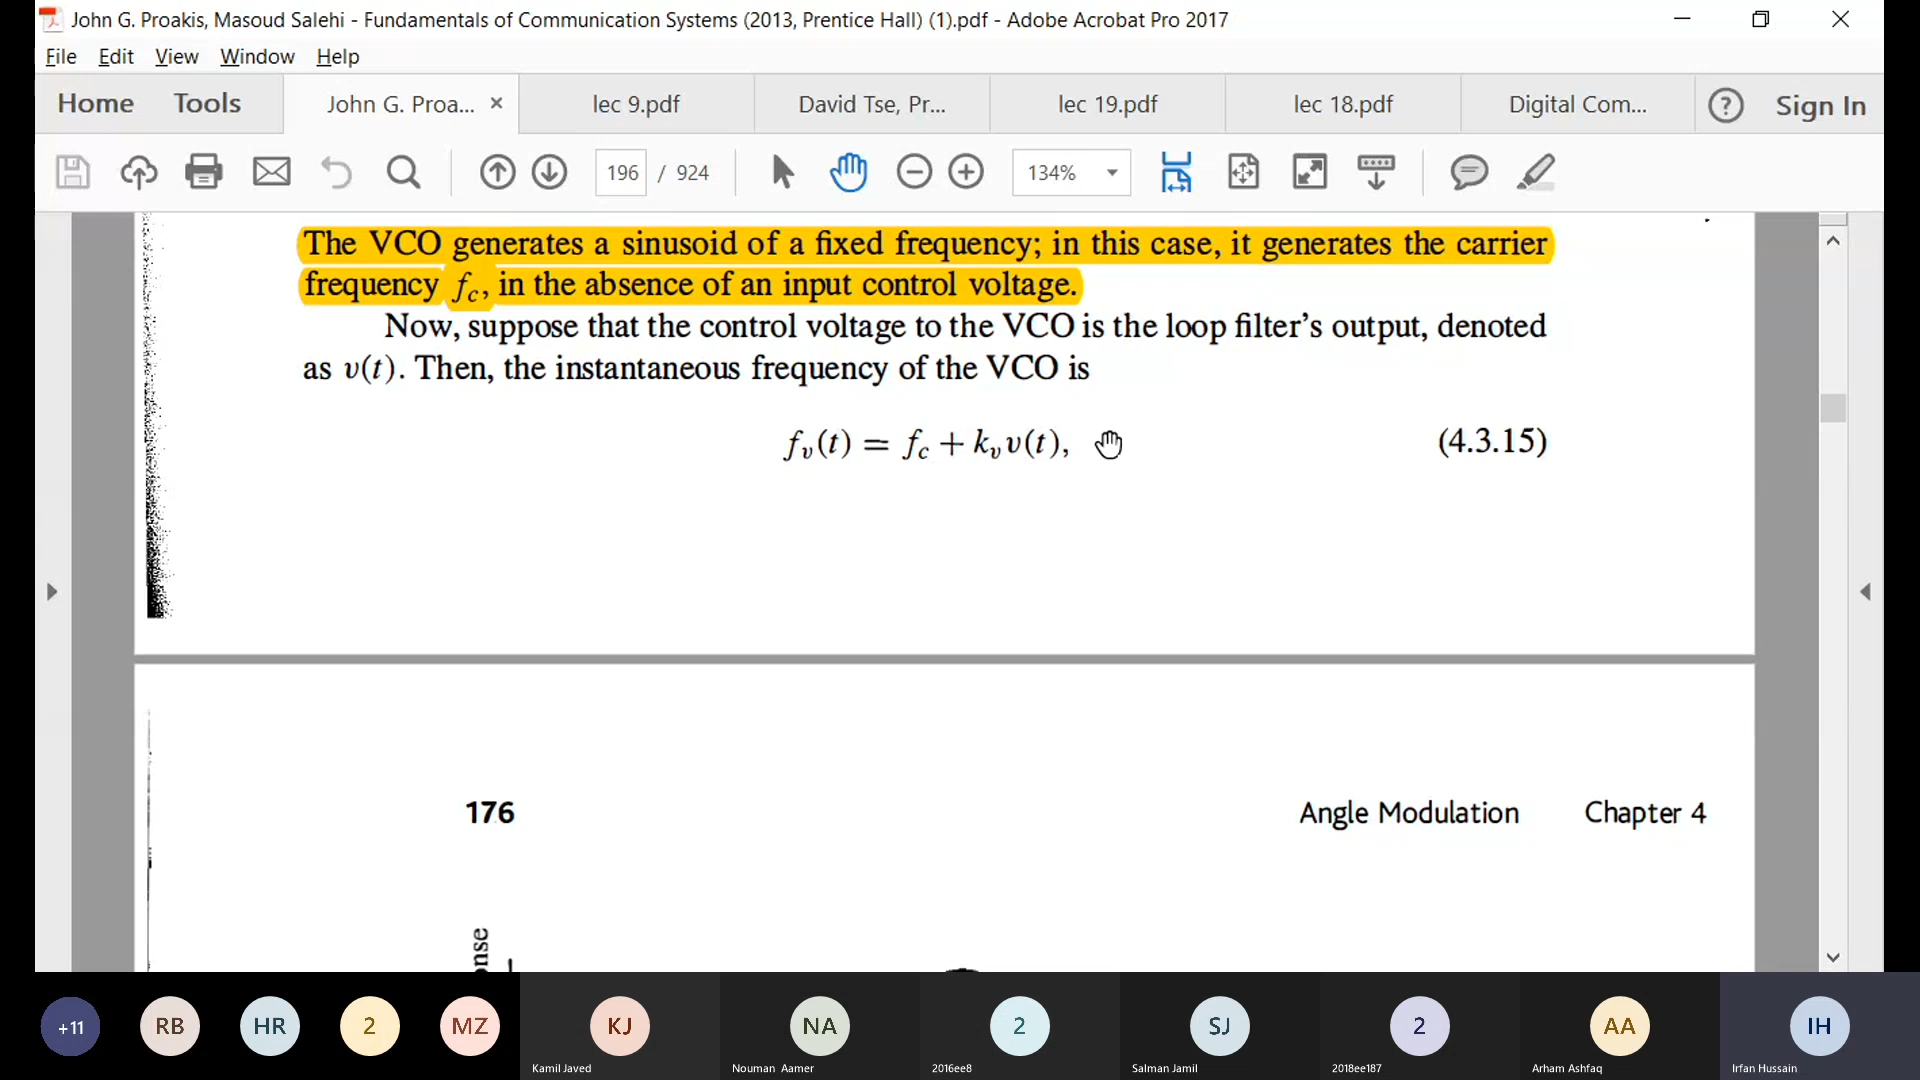 John G. Proakis, Masoud Salehi - Fundamentals of Communication Systems (2013, Prentice Hall) (1).pdf - Adobe Acrobat Pro 2017
File Edit View Window Help
Home Tools John G. Proa... × lec 9.pdf David Tse, Pr... lec 19.pdf lec 18.pdf Digital Com... ? Sign In
196 / 924 134%
The VCO generates a sinusoid of a fixed frequency; in this case, it generates the carrier
frequency f_c, in the absence of an input control voltage.
Now, suppose that the control voltage to the VCO is the loop filter's output, denoted
as v(t). Then, the instantaneous frequency of the VCO is
f_v(t) = f_c + k_v v(t), (4.3.15)
176 Angle Modulation Chapter 4
+11 RB HR 2 MZ KJ NA 2 SJ 2 AA IH
Kamil Javed Nouman Aamer 2016ee8 Salman Jamil 2018ee187 Arham Ashfaq Irfan Hussain